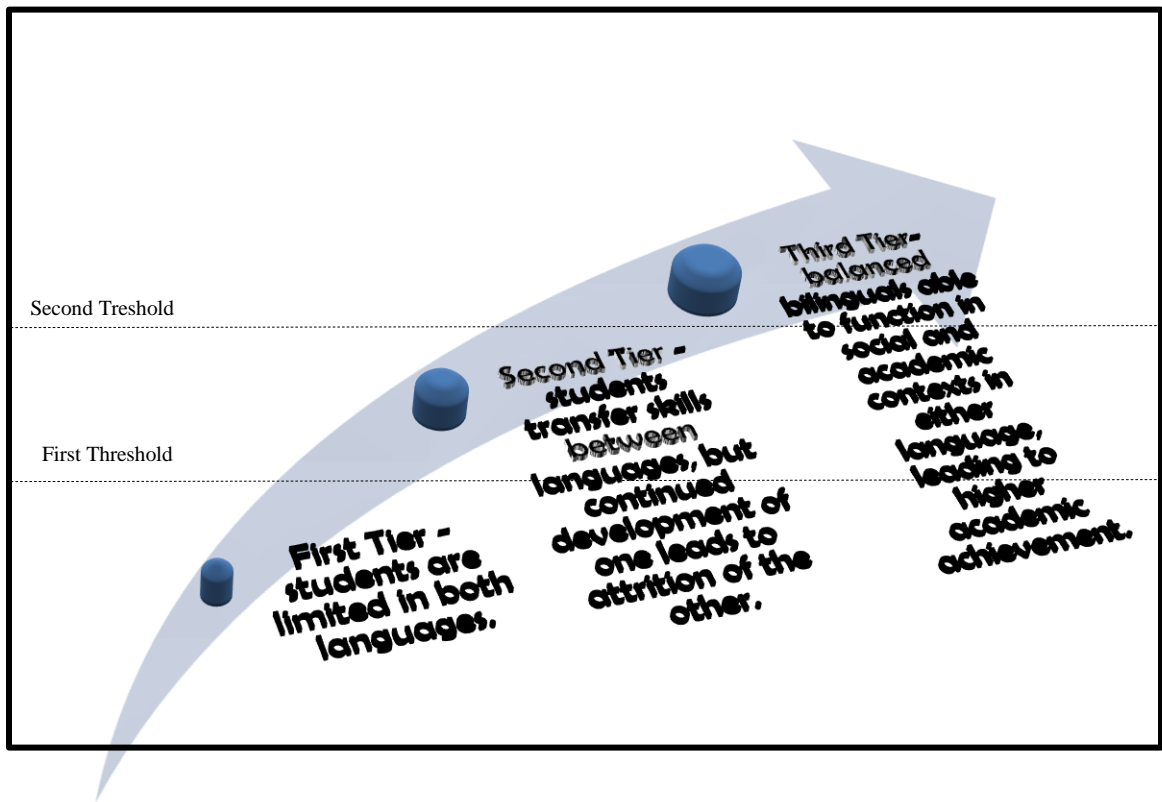 Second Treshold
First Threshold
First Tier -
students are
limited in both
languages.
Second Tier -
students
transfer skills
between
languages, but
continued
development of
one leads to
attrition of the
other.
Third Tier-
balanced
bilinguals able
to function in
social and
academic
contexts in
either
language,
leading to
higher
academic
achievement.